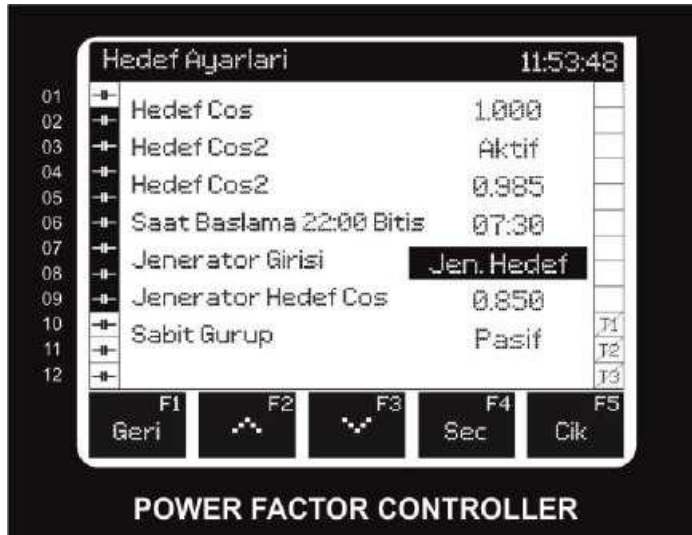 Hedef Ayarlari 11:53:48
01
02
03
04
05
06
07
08
09
10
11
12
Hedef Cos 1.000
Hedef Cos2 Aktif
Hedef Cos2 0.985
Saat Baslama 22:00 Bitis 07:30
Jenerator Girisi Jen. Hedef
Jenerator Hedef Cos 0.850
Sabit Gurup Pasif
T1
T2
T3
F1 F2 F3 F4 F5
Geri Sec Cik
POWER FACTOR CONTROLLER